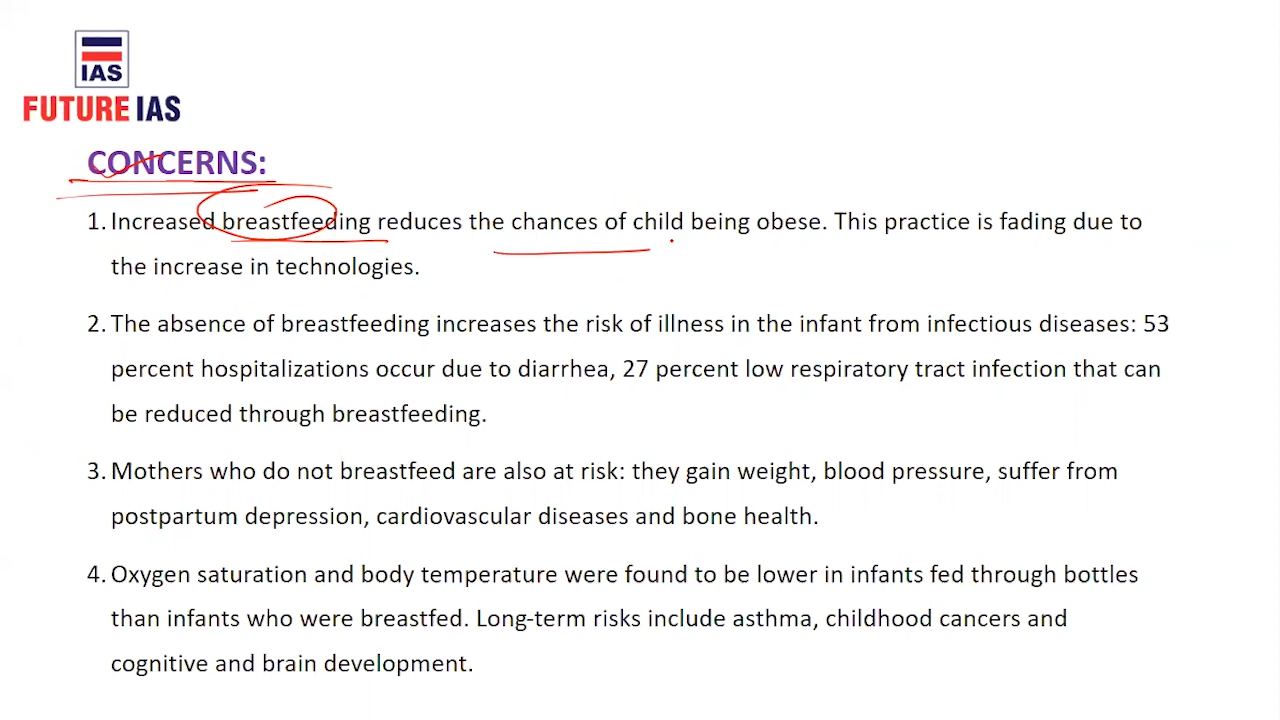 IAS
FUTURE IAS
CONCERNS:
1. Increased breastfeeding reduces the chances of child being obese. This practice is fading due to
the increase in technologies.
2. The absence of breastfeeding increases the risk of illness in the infant from infectious diseases: 53
percent hospitalizations occur due to diarrhea, 27 percent low respiratory tract infection that can
be reduced through breastfeeding.
3. Mothers who do not breastfeed are also at risk: they gain weight, blood pressure, suffer from
postpartum depression, cardiovascular diseases and bone health.
4. Oxygen saturation and body temperature were found to be lower in infants fed through bottles
than infants who were breastfed. Long-term risks include asthma, childhood cancers and
cognitive and brain development.